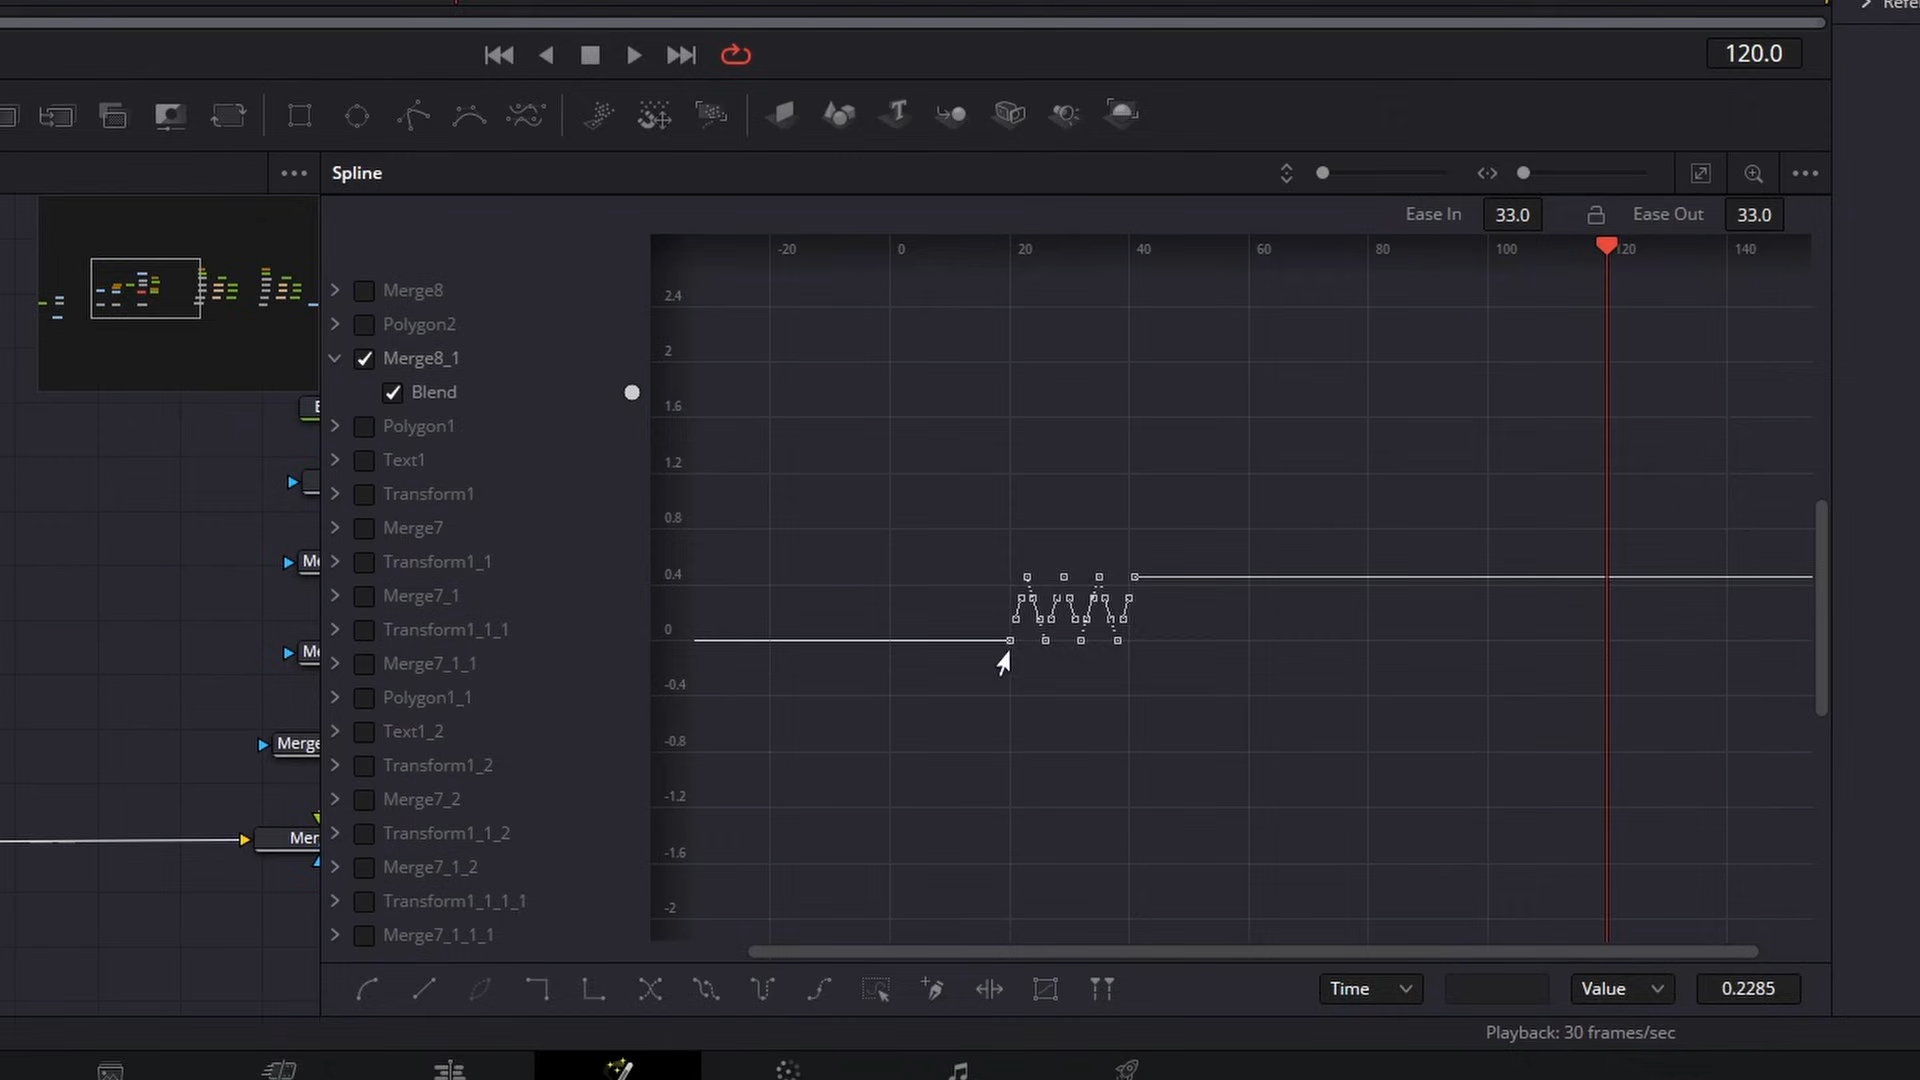 Refe
120.0
Spline
Ease In 33.0 Ease Out 33.0
-20 0 20 40 60 80 100 120 140
Merge8
Polygon2
Merge8_1
Blend
Polygon1
Text1
Transform1
Merge7
Transform1_1
Merge7_1
Transform1_1_1
Merge7_1_1
Polygon1_1
Text1_2
Transform1_2
Merge7_2
Transform1_1_2
Merge7_1_2
Transform1_1_1_1
Merge7_1_1_1
2.4
2
1.6
1.2
0.8
0.4
0
-0.4
-0.8
-1.2
-1.6
-2
Me
Me
Merge
Mer
Time Value 0.2285
Playback: 30 frames/sec